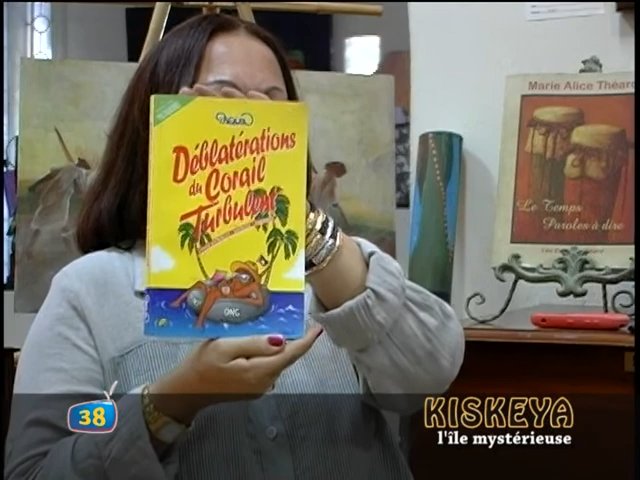 Déblatérations
du Corail
Turbulent
ONG
Marie Alice Théard
Le Temps
Paroles à dire
38
KISKEYA
l'île mystérieuse